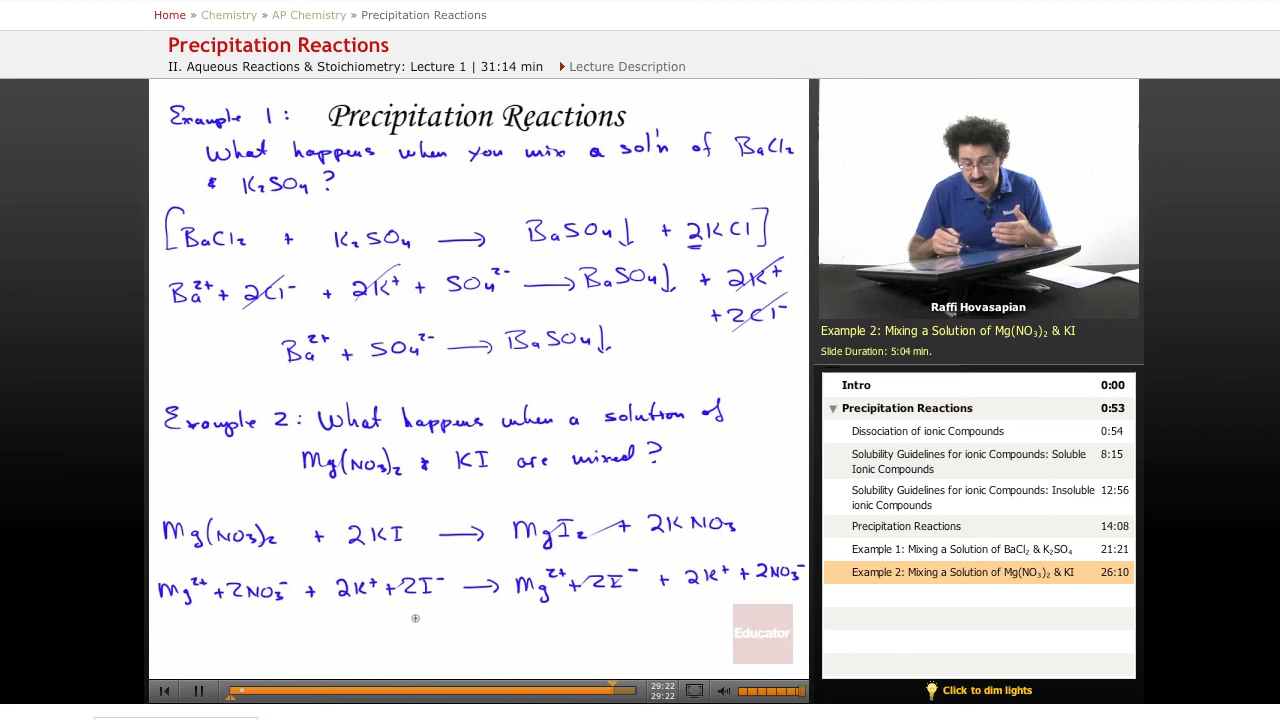 Home » Chemistry » AP Chemistry » Precipitation Reactions
Precipitation Reactions
II. Aqueous Reactions & Stoichiometry: Lecture 1 | 31:14 min Lecture Description
Example 1: Precipitation Reactions
What happens when you mix a sol'n of BaCl₂
& K₂SO₄?
[BaCl₂ + K₂SO₄ → BaSO₄↓ + 2KCl]
Ba²⁺ + 2Cl⁻ + 2K⁺ + SO₄²⁻ → BaSO₄↓ + 2K⁺
+ 2Cl⁻
Ba²⁺ + SO₄²⁻ → BaSO₄↓
Example 2: What happens when a solution of
Mg(NO₃)₂ & KI are mixed?
Mg(NO₃)₂ + 2KI → MgI₂ + 2KNO₃
Mg²⁺ + 2NO₃⁻ + 2K⁺ + 2I⁻ → Mg²⁺ + 2I⁻ + 2K⁺ + 2NO₃⁻
Educator
29:22
29:22
Raffi Hovasapian
Example 2: Mixing a Solution of Mg(NO₃)₂ & KI
Slide Duration: 5:04 min.
Intro 0:00
Precipitation Reactions 0:53
Dissociation of ionic Compounds 0:54
Solubility Guidelines for ionic Compounds: Soluble 8:15
Ionic Compounds
Solubility Guidelines for ionic Compounds: Insoluble 12:56
ionic Compounds
Precipitation Reactions 14:08
Example 1: Mixing a Solution of BaCl₂ & K₂SO₄ 21:21
Example 2: Mixing a Solution of Mg(NO₃)₂ & KI 26:10
Click to dim lights